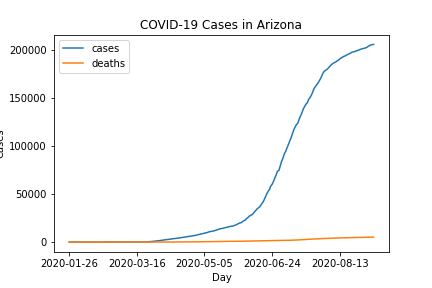 COVID-19 Cases in Arizona
cases
deaths
200000
150000
100000
50000
0
cases
2020-01-26 2020-03-16 2020-05-05 2020-06-24 2020-08-13
Day